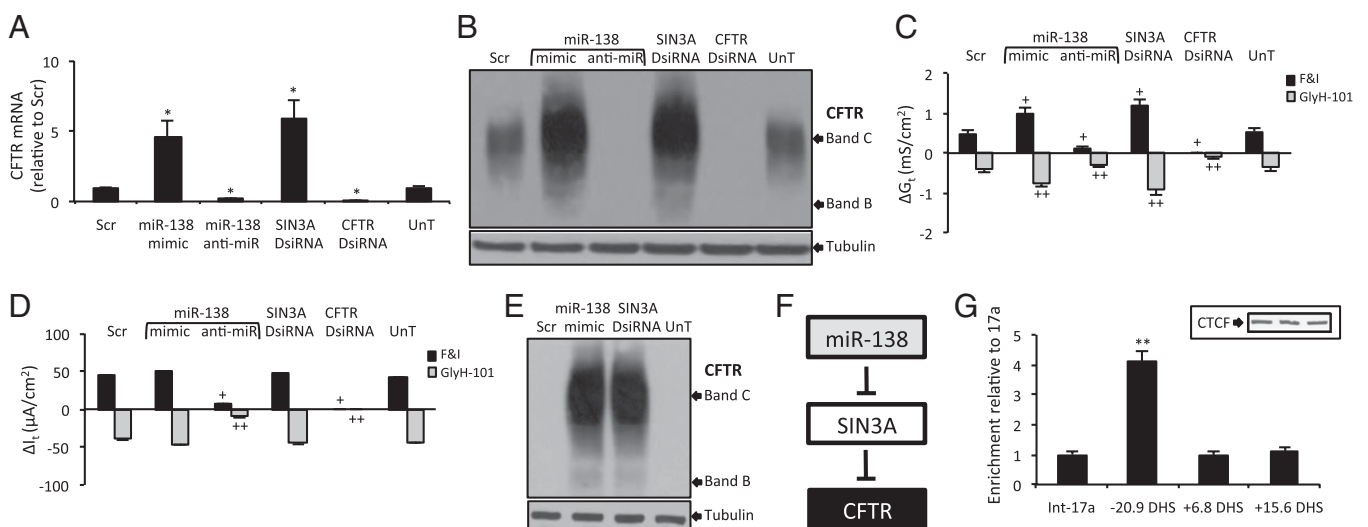 A
CFTR mRNA
(relative to Scr)
10
5
0
*
*
*
*
Scr
miR-138
mimic
miR-138
anti-miR
SIN3A
DsiRNA
CFTR
DsiRNA
UnT
B
Scr
miR-138
mimic anti-miR
SIN3A
DsiRNA
CFTR
DsiRNA
UnT
CFTR
Band C
Band B
Tubulin
C
Scr
miR-138
mimic anti-miR
SIN3A
DsiRNA
CFTR
DsiRNA
UnT
F&I
GlyH-101
ΔGt (mS/cm²)
2
1
0
-1
-2
+
+
+
+
++
++
++
++
D
Scr
miR-138
mimic anti-miR
SIN3A
DsiRNA
CFTR
DsiRNA
UnT
F&I
GlyH-101
ΔIt (µA/cm²)
100
50
0
-50
-100
+
+
++
++
E
miR-138 SIN3A
Scr mimic DsiRNA UnT
CFTR
Band C
Band B
Tubulin
F
miR-138
SIN3A
CFTR
G
CTCF
Enrichment relative to 17a
5
4
3
2
1
0
**
Int-17a
-20.9 DHS
+6.8 DHS
+15.6 DHS